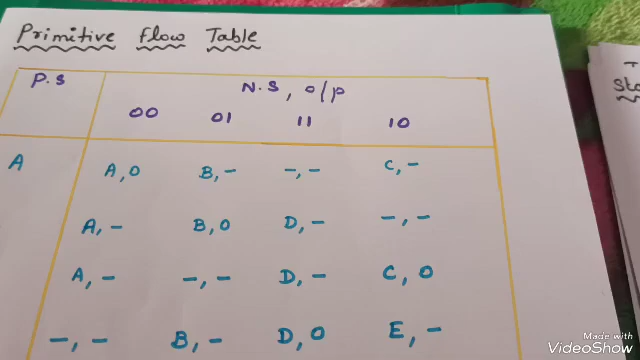 Primitive flow Table
P.S N.S, o/p
00 01 11 10
A A,0 B,- -,- C,-
A,- B,0 D,- -,-
A,- -,- D,- C,0
-,- B,- D,0 E,-
Made with
VideoShow